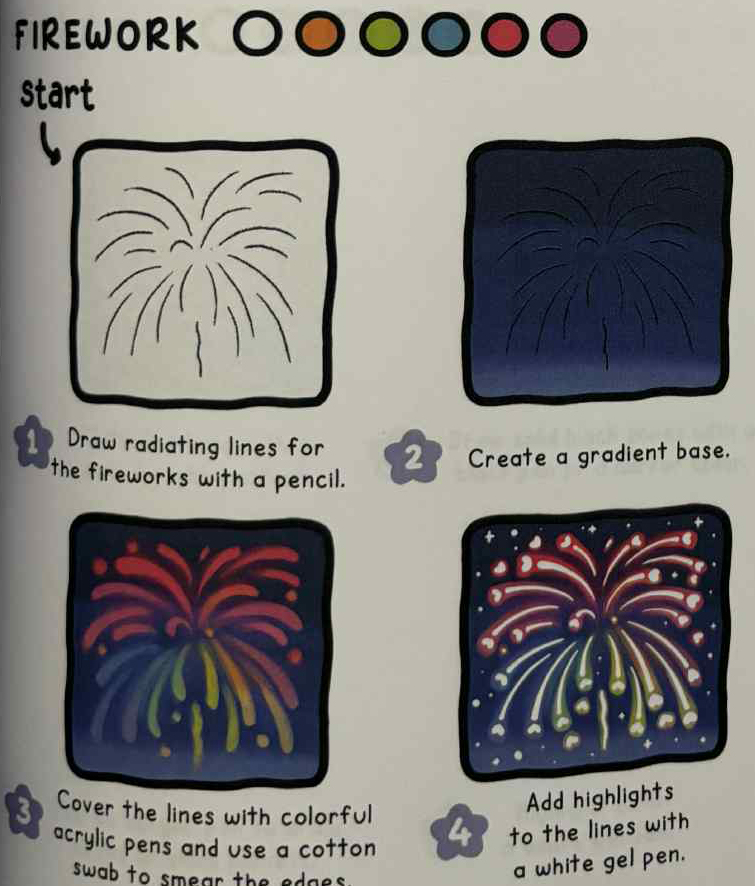 FIREWORK
start
1
Draw radiating lines for
the fireworks with a pencil.
2
Create a gradient base.
3
Cover the lines with colorful
acrylic pens and use a cotton
swab to smear the edges.
4
Add highlights
to the lines with
a white gel pen.